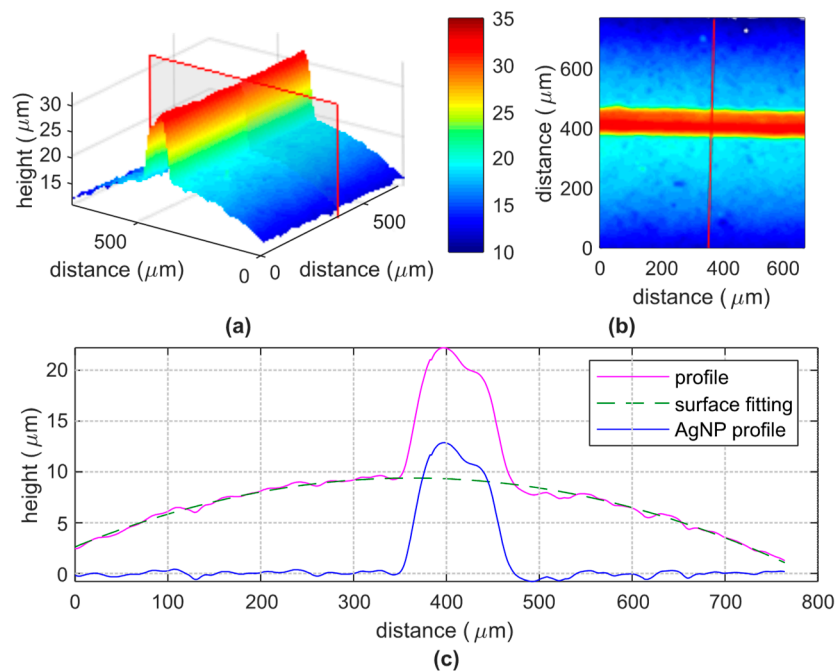 height ( μm)
30
25
20
15
500
0
distance (μm)
0
500
distance ( μm)
(a)
35
30
25
20
15
10
distance (μm)
600
400
200
0
0
200
400
600
distance ( μm)
(b)
height ( μm)
20
15
10
5
0
profile
surface fitting
AgNP profile
0
100
200
300
400
500
600
700
800
distance ( μm)
(c)